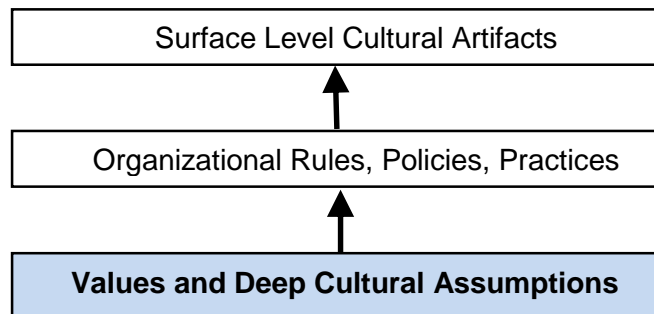 Surface Level Cultural Artifacts
Organizational Rules, Policies, Practices
Values and Deep Cultural Assumptions